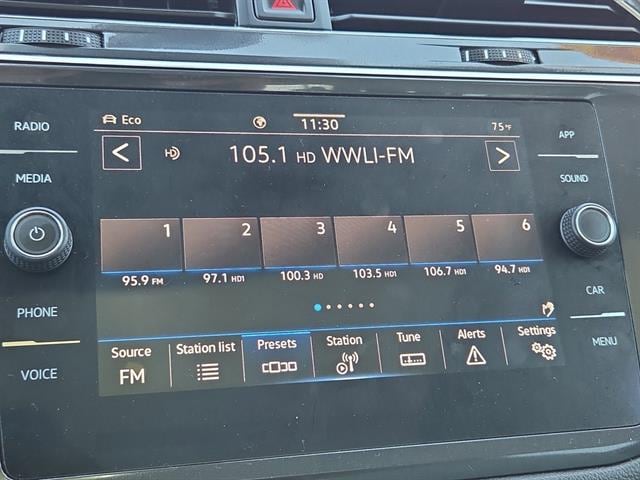 RADIO
MEDIA
PHONE
VOICE
Eco
11:30
75°F
HD 105.1 HD WWLI-FM
1 2 3 4 5 6
95.9 FM 97.1 HD1 100.3 HD 103.5 HD1 106.7 HD1 94.7 HD1
Source Station list Presets Station Tune Alerts Settings
FM
APP
SOUND
CAR
MENU